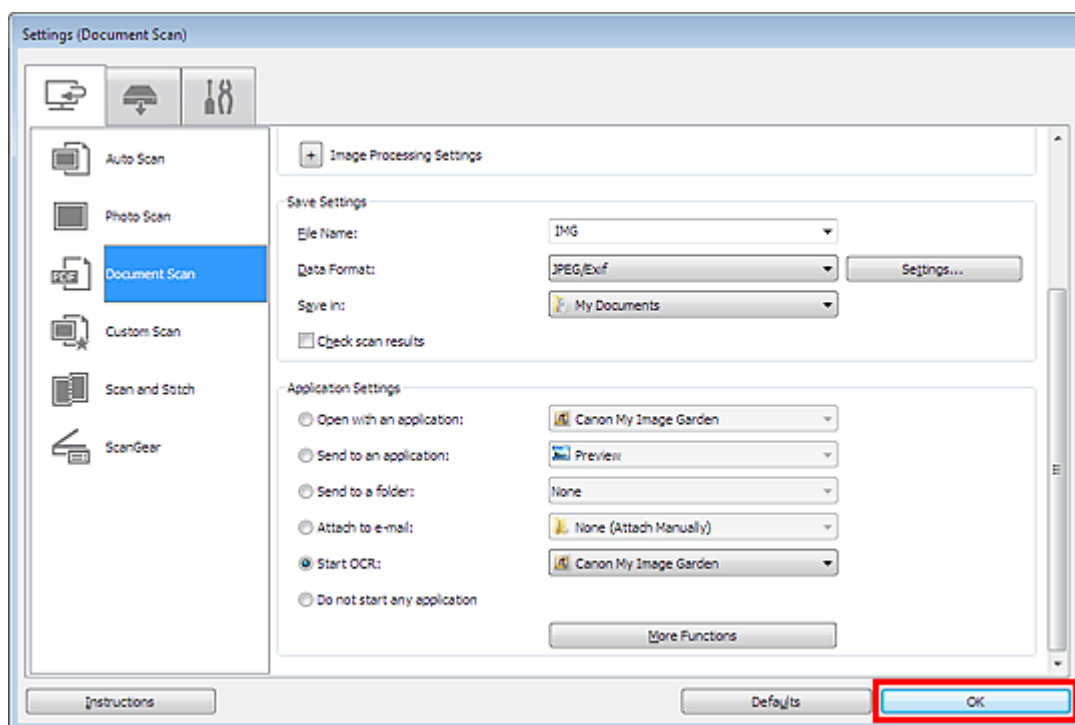 Settings (Document Scan)
Auto Scan
Photo Scan
PDF
Document Scan
Custom Scan
Scan and Stitch
ScanGear
+ Image Processing Settings
Save Settings
File Name: IMG
Data Format: JPEG/Exif Settings...
Save in: My Documents
Check scan results
Application Settings
Open with an application: Canon My Image Garden
Send to an application: Preview
Send to a folder: None
Attach to e-mail: None (Attach Manually)
Start OCR: Canon My Image Garden
Do not start any application
More Functions
Instructions Defaults OK